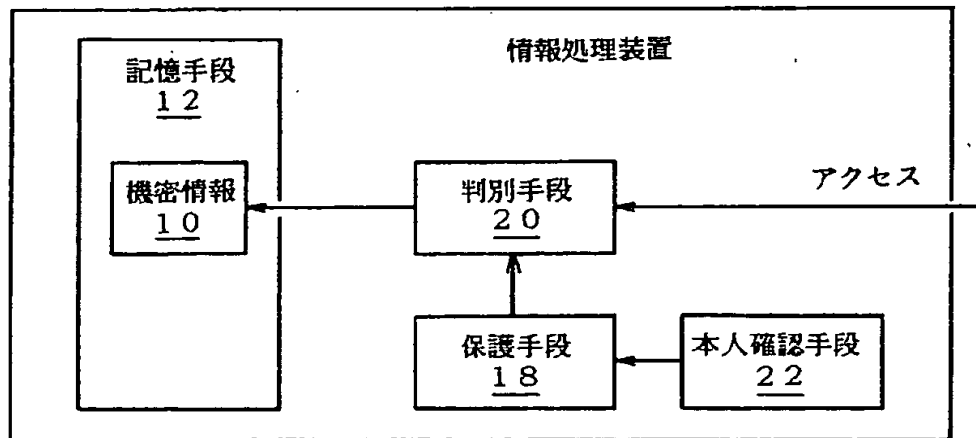 情報処理装置
記憶手段
12
機密情報
10
判別手段
20
アクセス
保護手段
18
本人確認手段
22